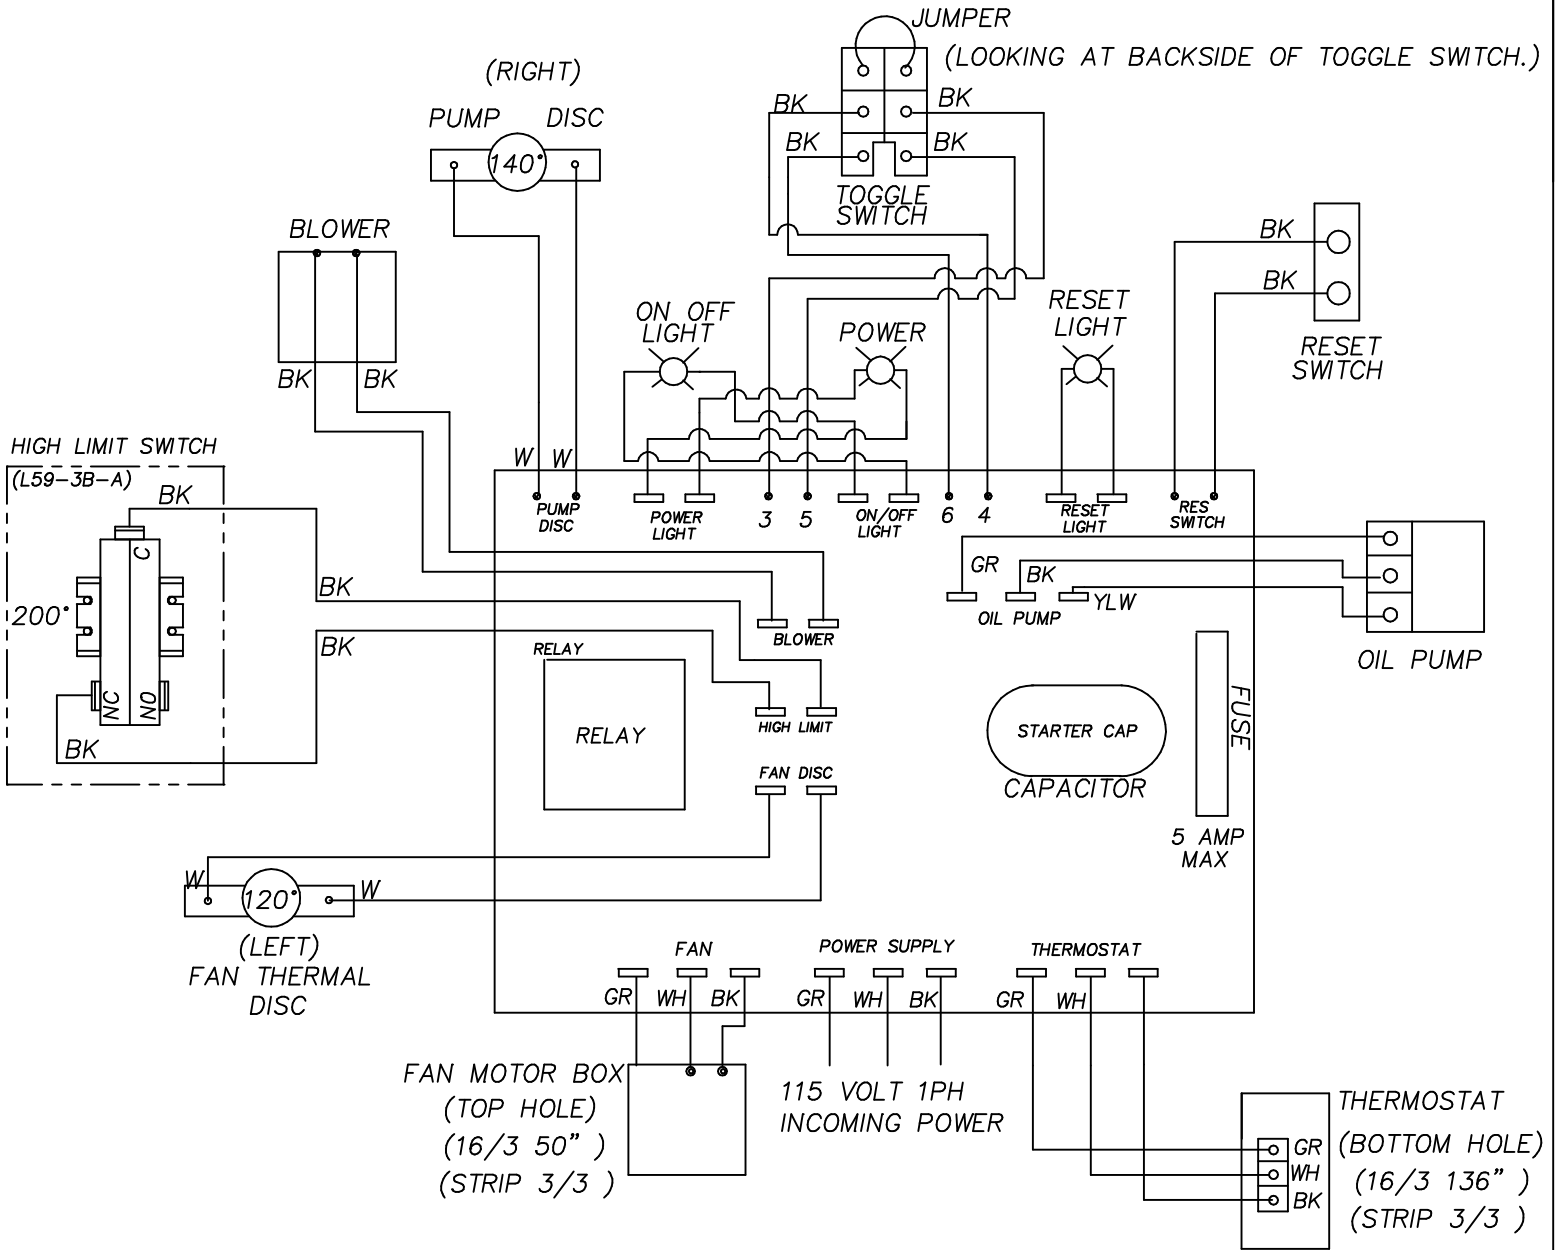 JUMPER
(LOOKING AT BACKSIDE OF TOGGLE SWITCH.)
(RIGHT)
PUMP DISC
140°
BK
BK
BK
BK
TOGGLE
SWITCH
BLOWER
BK
BK
BK
BK
RESET
SWITCH
ON OFF
LIGHT
POWER
RESET
LIGHT
HIGH LIMIT SWITCH
(L59-3B-A)
BK
C
200°
NC
NO
BK
BK
BK
W
W
PUMP
DISC
POWER
LIGHT
3
5
ON/OFF
LIGHT
6
4
RESET
LIGHT
RES
SWITCH
GR
BK
YLW
OIL PUMP
OIL PUMP
BLOWER
RELAY
RELAY
HIGH LIMIT
FAN DISC
STARTER CAP
CAPACITOR
FUSE
5 AMP
MAX
W
120°
W
(LEFT)
FAN THERMAL
DISC
FAN
GR
WH
BK
POWER SUPPLY
GR
WH
BK
THERMOSTAT
GR
WH
FAN MOTOR BOX
(TOP HOLE)
(16/3 50" )
(STRIP 3/3 )
115 VOLT 1PH
INCOMING POWER
GR
WH
BK
THERMOSTAT
(BOTTOM HOLE)
(16/3 136" )
(STRIP 3/3 )